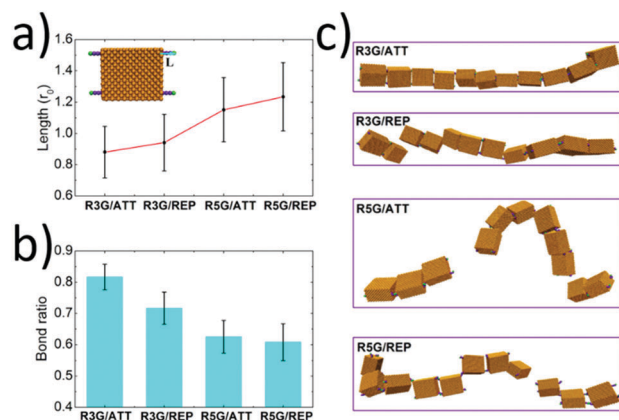 a)
1.6
1.4
1.2
1.0
0.8
0.6
Length (r0)
L
R3G/ATT R3G/REP R5G/ATT R5G/REP
b)
0.9
0.8
0.7
0.6
0.5
0.4
Bond ratio
R3G/ATT R3G/REP R5G/ATT R5G/REP
c)
R3G/ATT
R3G/REP
R5G/ATT
R5G/REP